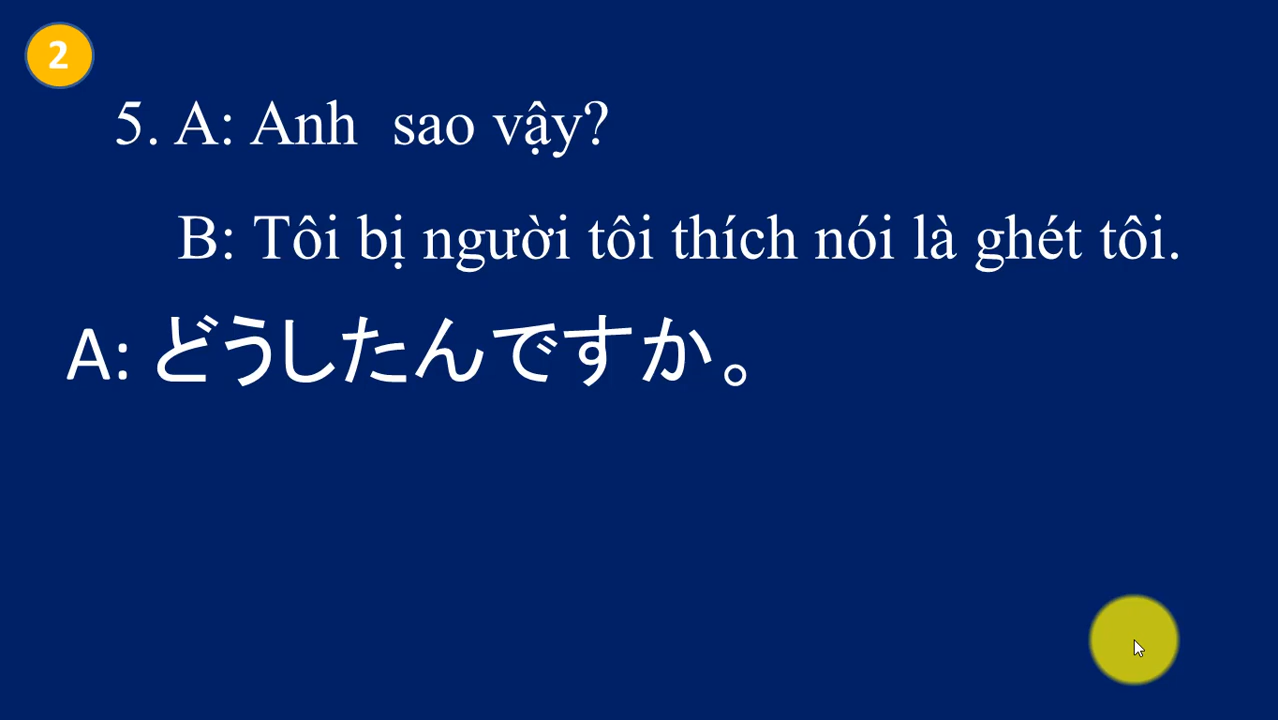 2
5. A: Anh sao vậy?
B: Tôi bị người tôi thích nói là ghét tôi.
A: どうしたんですか。